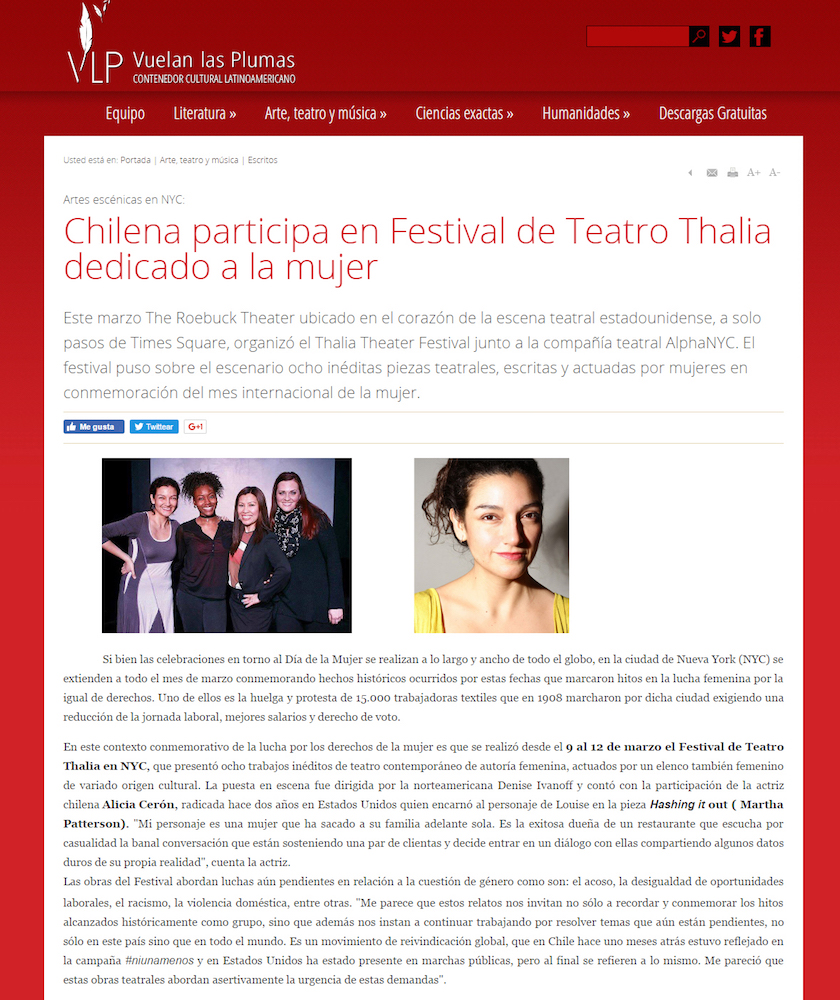 VLP Vuelan las Plumas
CONTENEDOR CULTURAL LATINOAMERICANO
Equipo Literatura » Arte, teatro y música » Ciencias exactas » Humanidades » Descargas Gratuitas
Usted está en: Portada | Arte, teatro y música | Escritos
A+ A-
Artes escénicas en NYC:
Chilena participa en Festival de Teatro Thalia
dedicado a la mujer
Este marzo The Roebuck Theater ubicado en el corazón de la escena teatral estadounidense, a solo
pasos de Times Square, organizó el Thalia Theater Festival junto a la compañía teatral AlphaNYC. El
festival puso sobre el escenario ocho inéditas piezas teatrales, escritas y actuadas por mujeres en
conmemoración del mes internacional de la mujer.
Me gusta Twittear G+1
Si bien las celebraciones en torno al Día de la Mujer se realizan a lo largo y ancho de todo el globo, en la ciudad de Nueva York (NYC) se
extienden a todo el mes de marzo conmemorando hechos históricos ocurridos por estas fechas que marcaron hitos en la lucha femenina por la
igual de derechos. Uno de ellos es la huelga y protesta de 15.000 trabajadoras textiles que en 1908 marcharon por dicha ciudad exigiendo una
reducción de la jornada laboral, mejores salarios y derecho de voto.
En este contexto conmemorativo de la lucha por los derechos de la mujer es que se realizó desde el 9 al 12 de marzo el Festival de Teatro
Thalia en NYC, que presentó ocho trabajos inéditos de teatro contemporáneo de autoría femenina, actuados por un elenco también femenino
de variado origen cultural. La puesta en escena fue dirigida por la norteamericana Denise Ivanoff y contó con la participación de la actriz
chilena Alicia Cerón, radicada hace dos años en Estados Unidos quien encarnó al personaje de Louise en la pieza Hashing it out ( Martha
Patterson). "Mi personaje es una mujer que ha sacado a su familia adelante sola. Es la exitosa dueña de un restaurante que escucha por
casualidad la banal conversación que están sosteniendo una par de clientas y decide entrar en un diálogo con ellas compartiendo algunos datos
duros de su propia realidad", cuenta la actriz.
Las obras del Festival abordan luchas aún pendientes en relación a la cuestión de género como son: el acoso, la desigualdad de oportunidades
laborales, el racismo, la violencia doméstica, entre otras. "Me parece que estos relatos nos invitan no sólo a recordar y conmemorar los hitos
alcanzados históricamente como grupo, sino que además nos instan a continuar trabajando por resolver temas que aún están pendientes, no
sólo en este país sino que en todo el mundo. Es un movimiento de reivindicación global, que en Chile hace uno meses atrás estuvo reflejado en
la campaña #niunamenos y en Estados Unidos ha estado presente en marchas públicas, pero al final se refieren a lo mismo. Me pareció que
estas obras teatrales abordan asertivamente la urgencia de estas demandas".